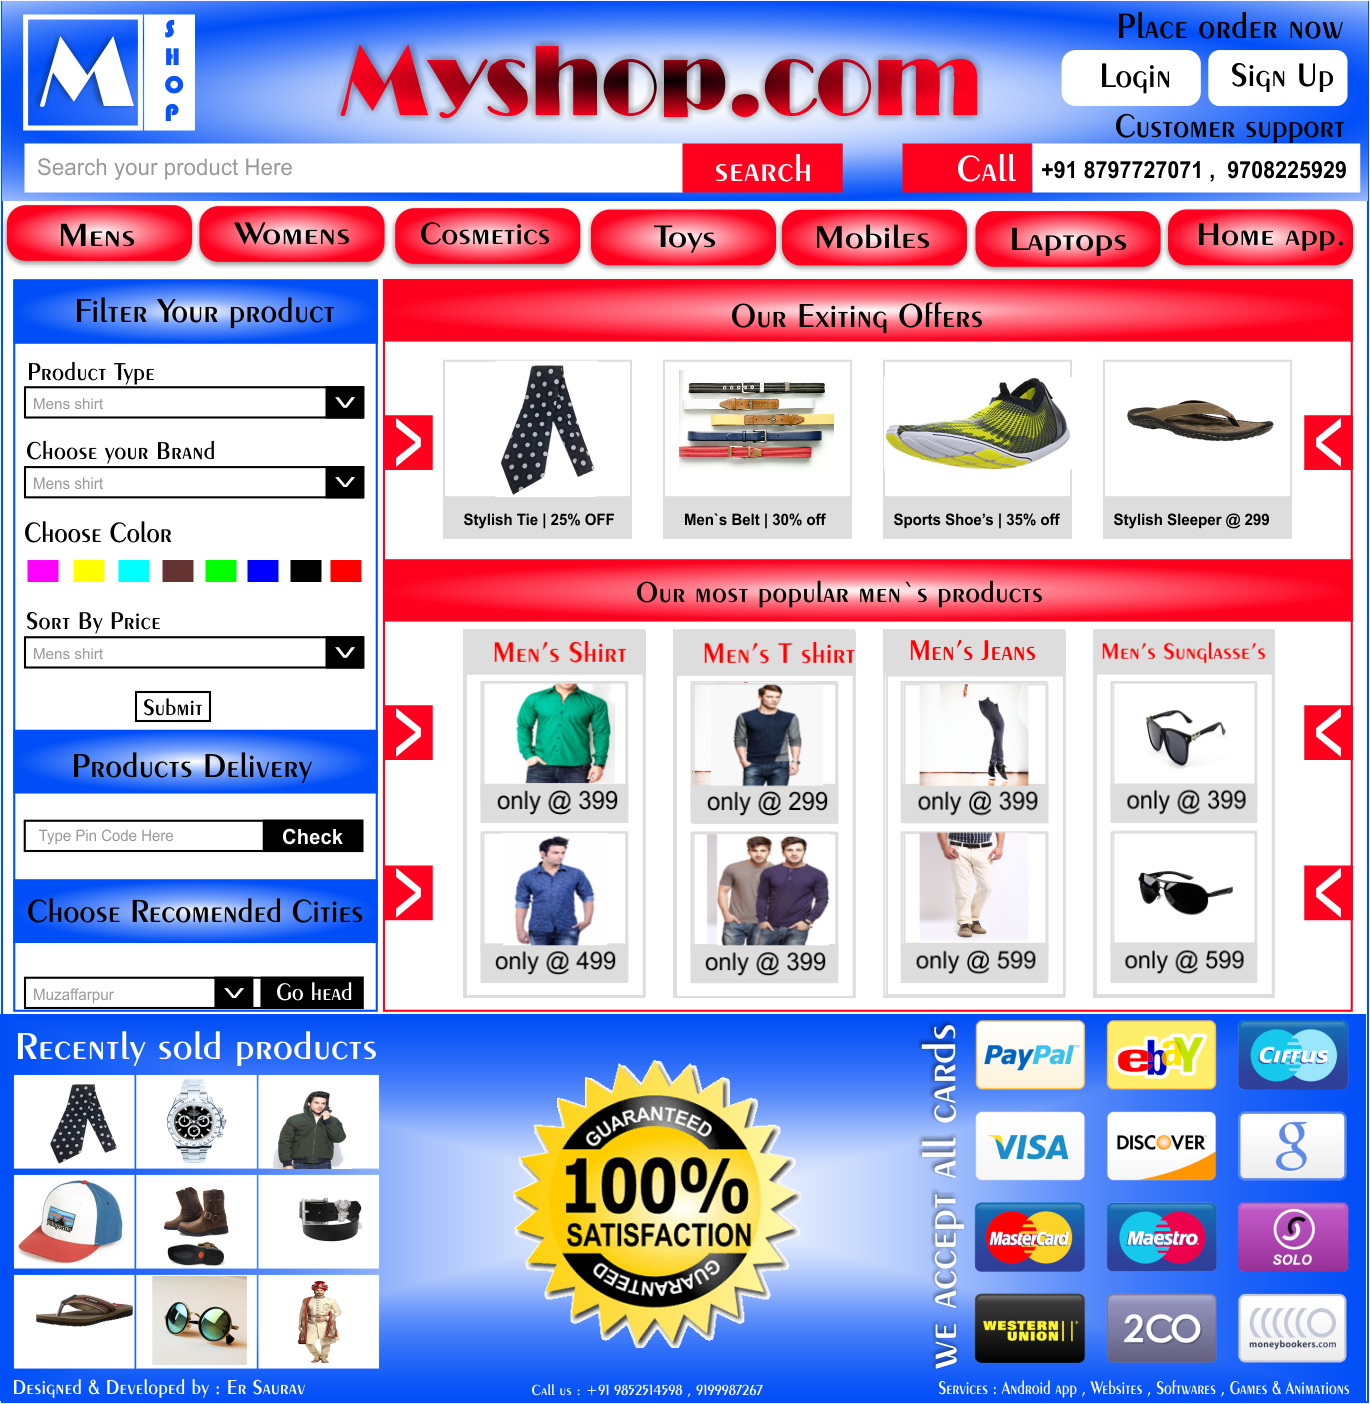 M
SHOP
Myshop.com
Place order now
Login
Sign Up
Customer support
Search your product Here
search
Call
+91 8797727071 , 9708225929
Mens
Womens
Cosmetics
Toys
Mobiles
Laptops
Home app.
Filter Your product
Product Type
Mens shirt
Choose your Brand
Mens shirt
Choose Color
Sort By Price
Mens shirt
Submit
Products Delivery
Type Pin Code Here
Check
Choose Recomended Cities
Muzaffarpur
Go head
Our Exiting Offers
Stylish Tie | 25% OFF
Men`s Belt | 30% off
Sports Shoe’s | 35% off
Stylish Sleeper @ 299
Our most popular men`s products
Men’s Shirt
Men’s T shirt
Men’s Jeans
Men’s Sunglasse’s
only @ 399
only @ 299
only @ 399
only @ 399
only @ 499
only @ 399
only @ 599
only @ 599
Recently sold products
GUARANTEED
100%
SATISFACTION
GUARANTEED
we accept all cards
PayPal
ebaY
Cirrus
VISA
DISCOVER
g
MasterCard
Maestro
S
SOLO
WESTERN
UNION
2CO
moneybookers.com
Designed & Developed by : Er Saurav
Call us : +91 9852514598 , 9199987267
Services : Android app , Websites , Softwares , Games & Animations